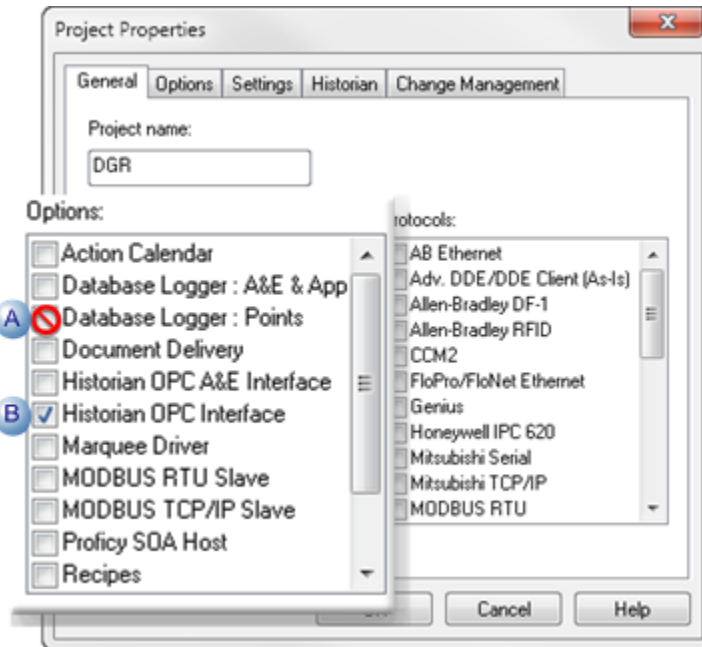 Project Properties
General Options Settings Historian Change Management
Project name:
DGR
Options:
Action Calendar
Database Logger : A&E & App
A Database Logger : Points
Document Delivery
Historian OPC A&E Interface
B Historian OPC Interface
Marquee Driver
MODBUS RTU Slave
MODBUS TCP/IP Slave
Proficy SOA Host
Recipes
rotocols:
AB Ethernet
Adv. DDE/DDE Client (As-Is)
Allen-Bradley DF-1
Allen-Bradley RFID
CCM2
FloPro/FloNet Ethernet
Genius
Honeywell IPC 620
Mitsubishi Serial
Mitsubishi TCP/IP
MODBUS RTU
Cancel Help